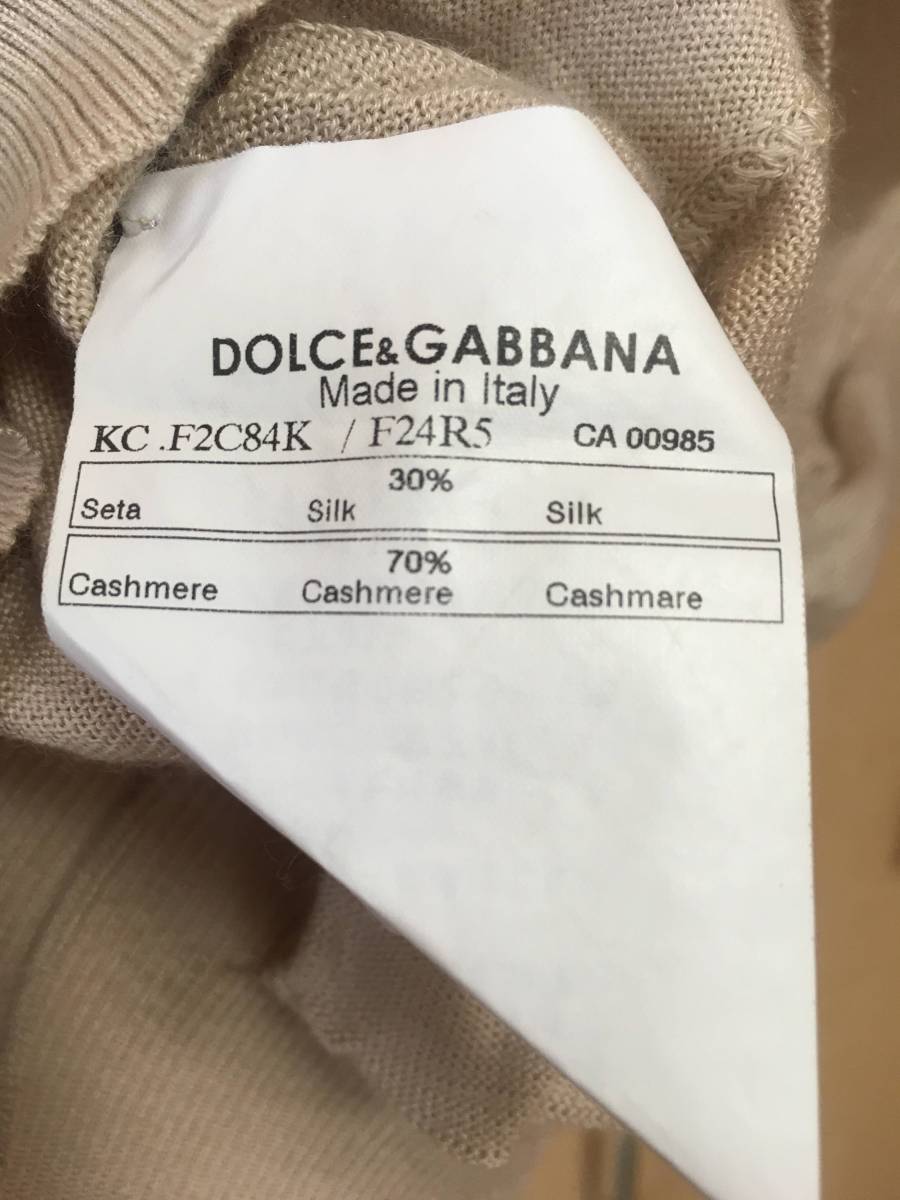 DOLCE&GABBANA
Made in Italy
KC .F2C84K / F24R5 CA 00985
30%
Seta Silk Silk
70%
Cashmere Cashmere Cashmare